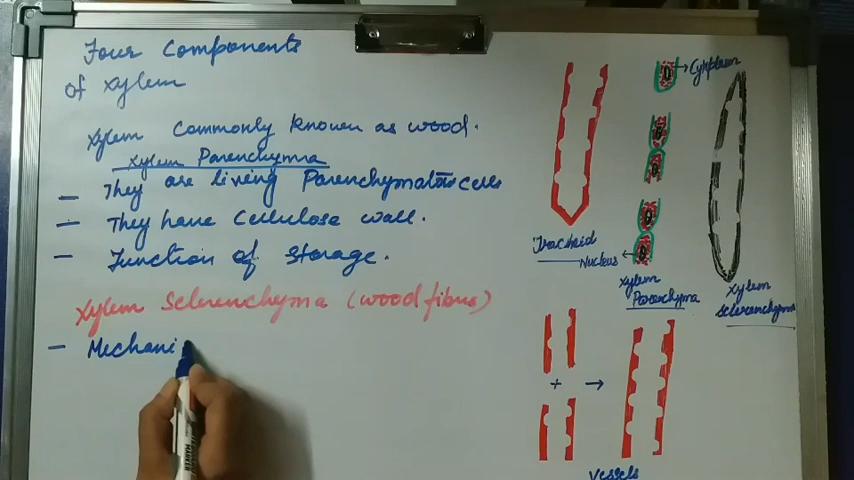 Four Components
of Xylem
Xylem Commonly known as wood.
Xylem Parenchyma
- They are living Parenchymatous cells
- They have Cellulose wall.
- Function of storage.
Xylem Sclerenchyma (wood fibres)
- Mechani
Cytoplasm
Tracheid
Nucleus
Xylem
Parenchyma
Xylem
Sclerenchyma
+
Vessels